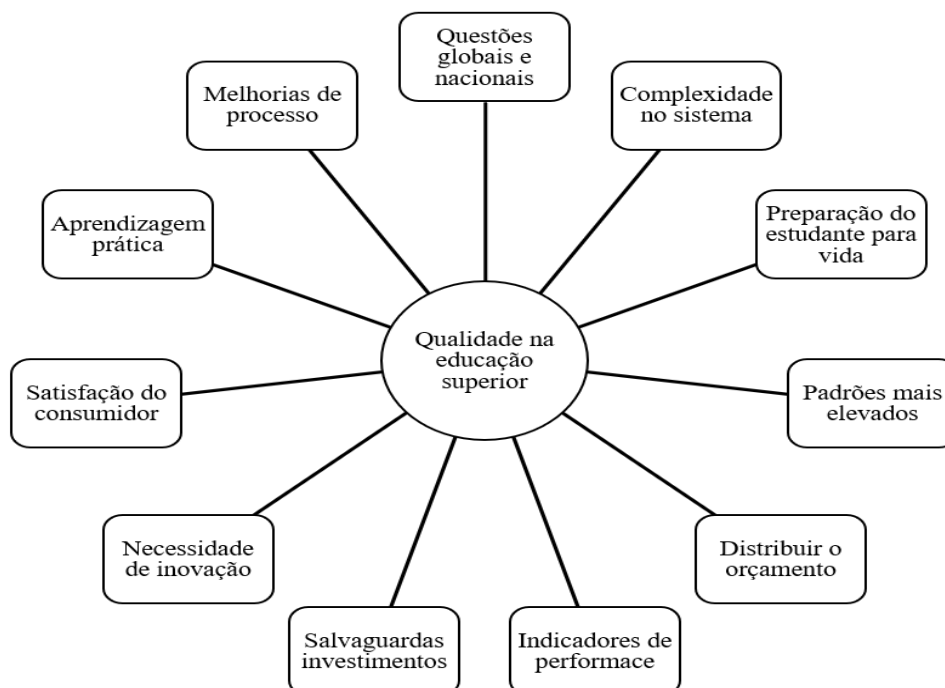 Questões
globais e
nacionais
Melhorias de
processo
Complexidade
no sistema
Aprendizagem
prática
Preparação do
estudante para
vida
Qualidade na
educação
superior
Satisfação do
consumidor
Padrões mais
elevados
Necessidade
de inovação
Distribuir o
orçamento
Salvaguardas
investimentos
Indicadores de
performace